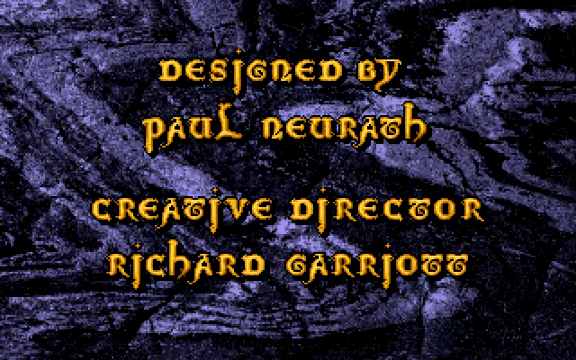 DESIGNED BY
PAUL NEURATH
CREATIVE DIRECTOR
RICHARD GARRIOTT